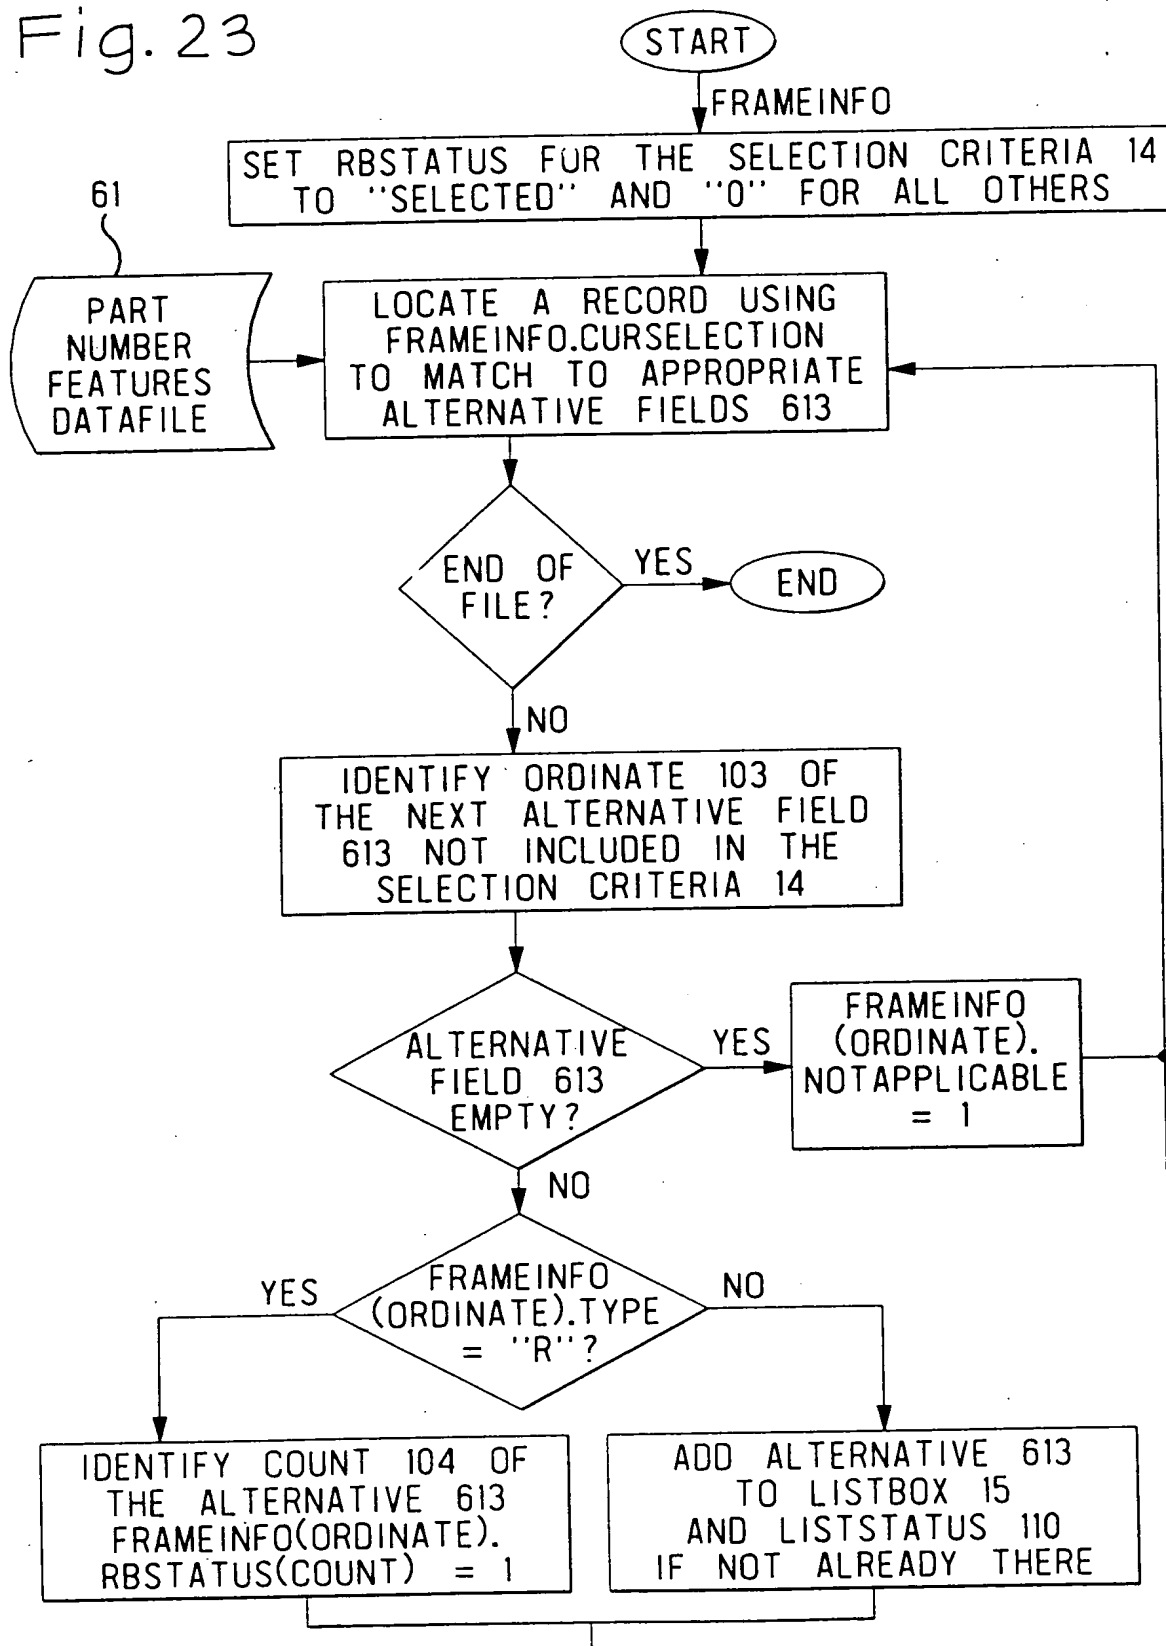 Fig. 23
START
FRAMEINFO
SET RBSTATUS FOR THE SELECTION CRITERIA 14
TO "SELECTED" AND "0" FOR ALL OTHERS
61
PART
NUMBER
FEATURES
DATAFILE
LOCATE A RECORD USING
FRAMEINFO.CURSELECTION
TO MATCH TO APPROPRIATE
ALTERNATIVE FIELDS 613
END OF
FILE?
YES
END
NO
IDENTIFY ORDINATE 103 OF
THE NEXT ALTERNATIVE FIELD
613 NOT INCLUDED IN THE
SELECTION CRITERIA 14
ALTERNATIVE
FIELD 613
EMPTY?
YES
FRAMEINFO
(ORDINATE).
NOTAPPLICABLE
= 1
NO
FRAMEINFO
(ORDINATE).TYPE
= "R"?
YES
NO
IDENTIFY COUNT 104 OF
THE ALTERNATIVE 613
FRAMEINFO(ORDINATE).
RBSTATUS(COUNT) = 1
ADD ALTERNATIVE 613
TO LISTBOX 15
AND LISTSTATUS 110
IF NOT ALREADY THERE